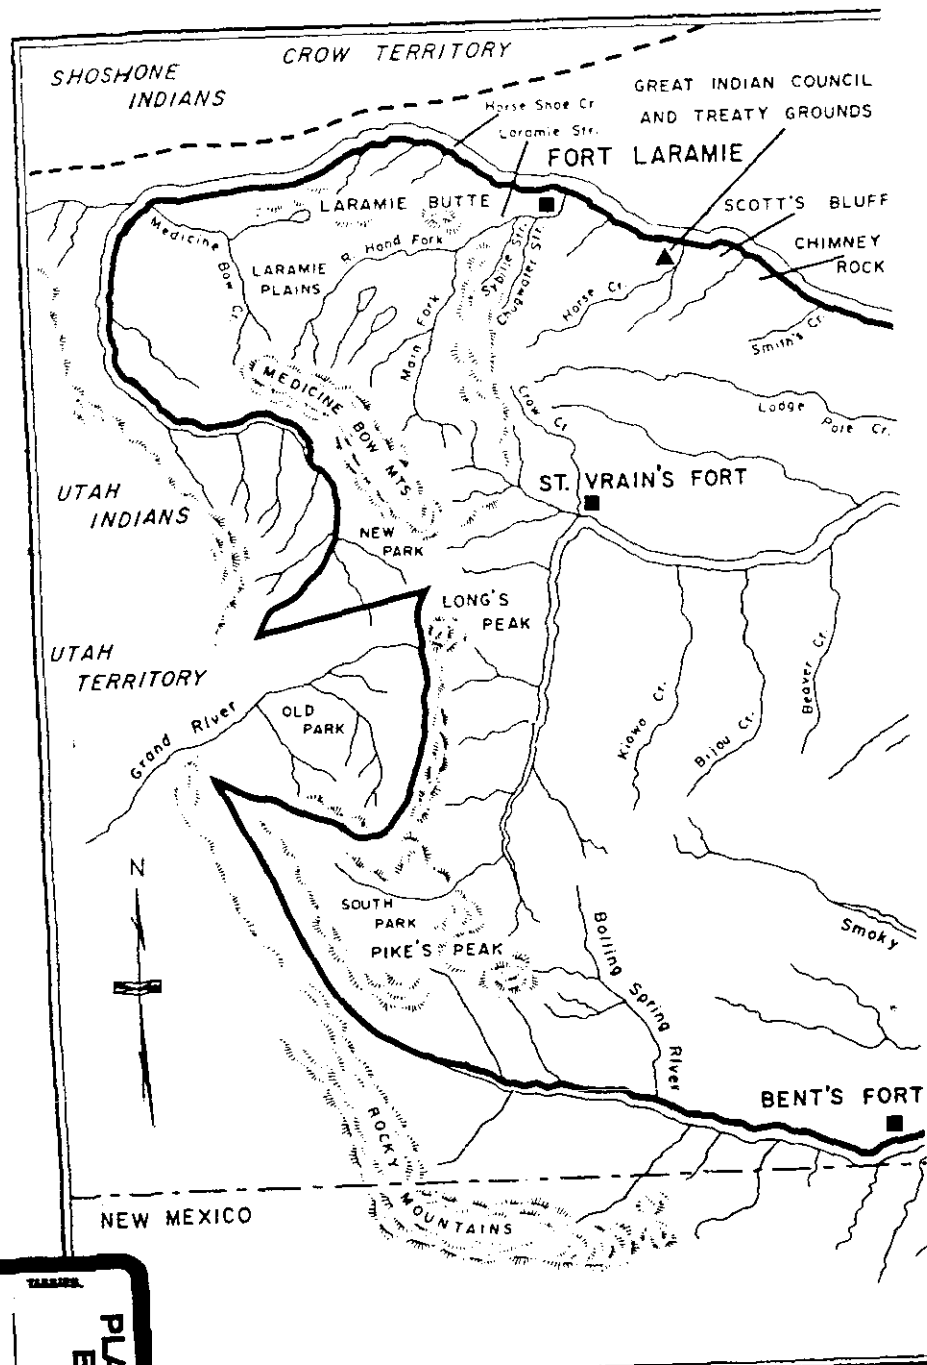 CROW TERRITORY
SHOSHONE
INDIANS
GREAT INDIAN COUNCIL
AND TREATY GROUNDS
Horse Shoe Cr
Laramie Str.
FORT LARAMIE
LARAMIE BUTTE
SCOTT'S BLUFF
CHIMNEY
ROCK
Medicine Bow Cr.
R. Hand Fork
LARAMIE
PLAINS
Sybille Str.
Chugwater Str.
Main Fork
Horse Cr.
Smith's Cr.
MEDICINE BOW MTS
Crow Cr.
Lodge Pole Cr.
UTAH
INDIANS
ST. VRAIN'S FORT
NEW
PARK
LONG'S
PEAK
UTAH
TERRITORY
Grand River
OLD
PARK
Kiowa Cr.
Bijou Cr.
Beaver Cr.
N
SOUTH
PARK
PIKE'S PEAK
Boiling Spring River
Smoky
BENT'S FORT
ROCKY MOUNTAINS
NEW MEXICO
PLA
E